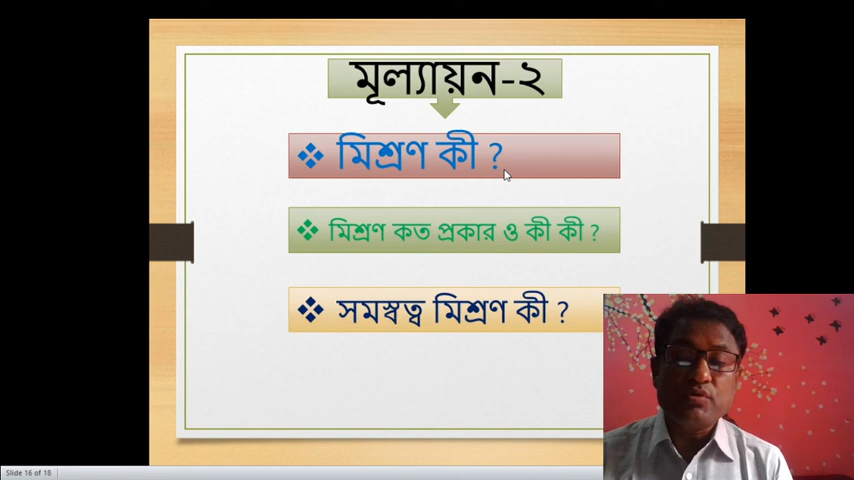 মূল্যায়ন-২
মিশ্রণ কী ?
মিশ্রণ কত প্রকার ও কী কী ?
সমস্বত্ব মিশ্রণ কী ?
Slide 16 of 18